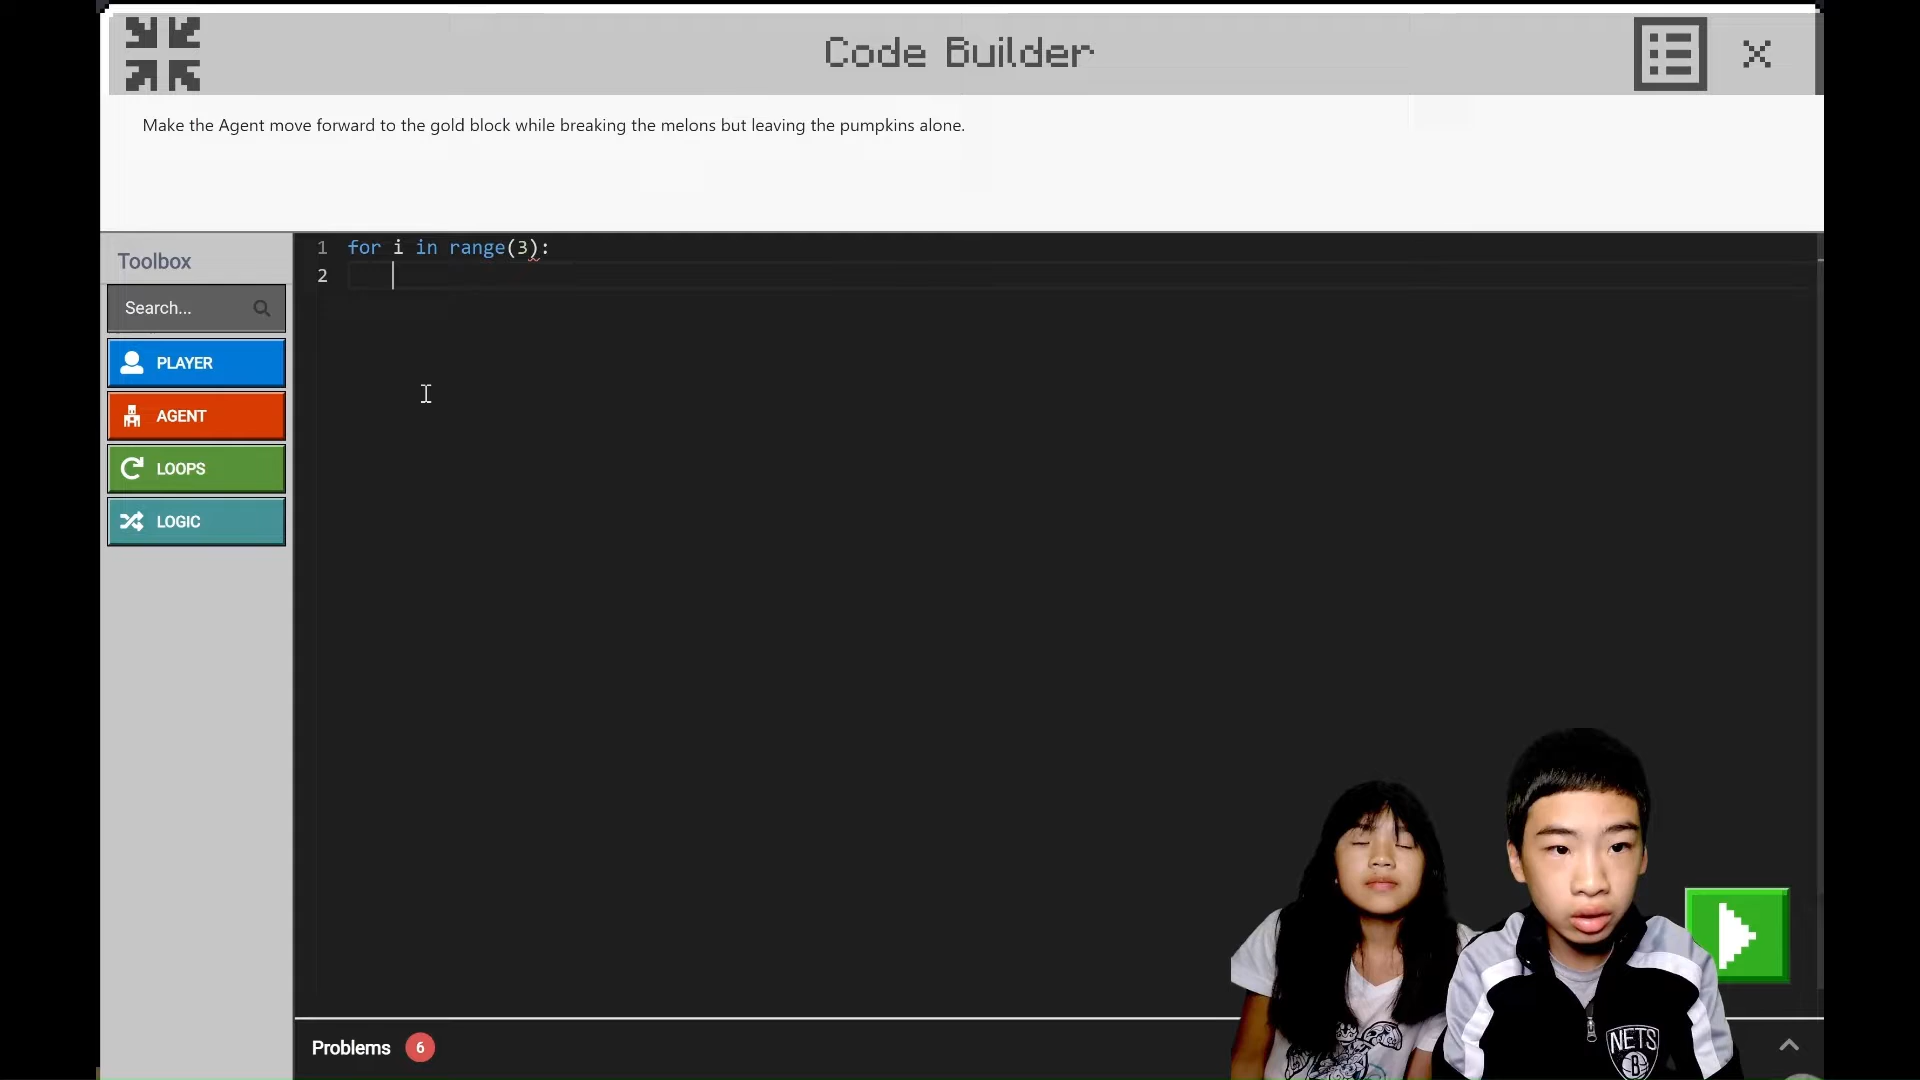 Code Builder
Make the Agent move forward to the gold block while breaking the melons but leaving the pumpkins alone.
Toolbox
Search...
PLAYER
AGENT
LOOPS
LOGIC
1 for i in range(3):
2
Problems 6
NETS
B